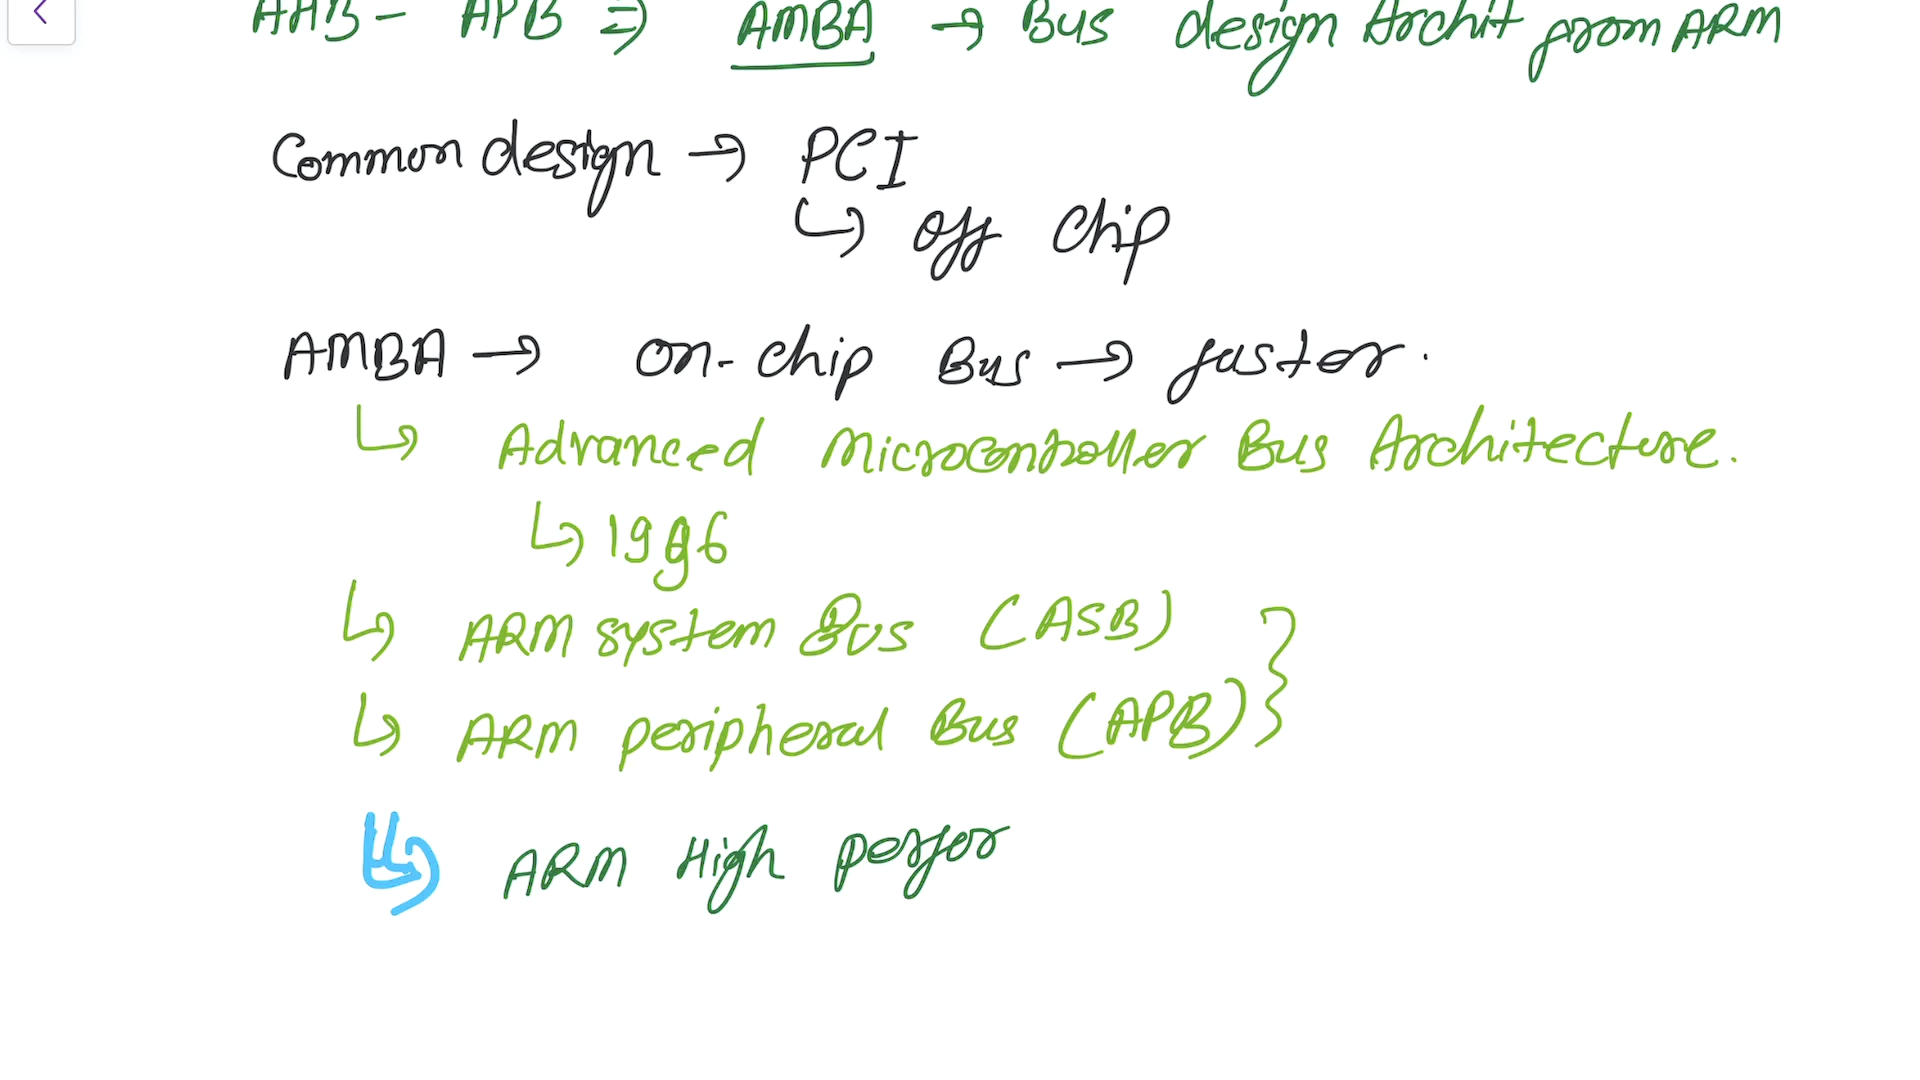 AHB - APB ⇒ AMBA → Bus design Archit from ARM
Common design → PCI
↳ off chip
AMBA → on-chip Bus → faster.
↳ Advanced Microcontroller Bus Architecture.
↳ 1996
↳ ARM system Bus (ASB)
↳ ARM peripheral Bus (APB) }
↳ ARM High perfor